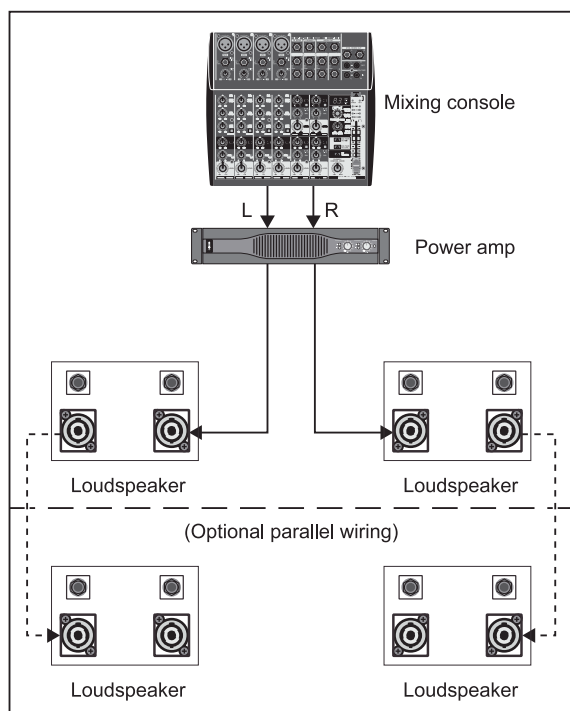 Mixing console
L
R
Power amp
Loudspeaker
Loudspeaker
(Optional parallel wiring)
Loudspeaker
Loudspeaker